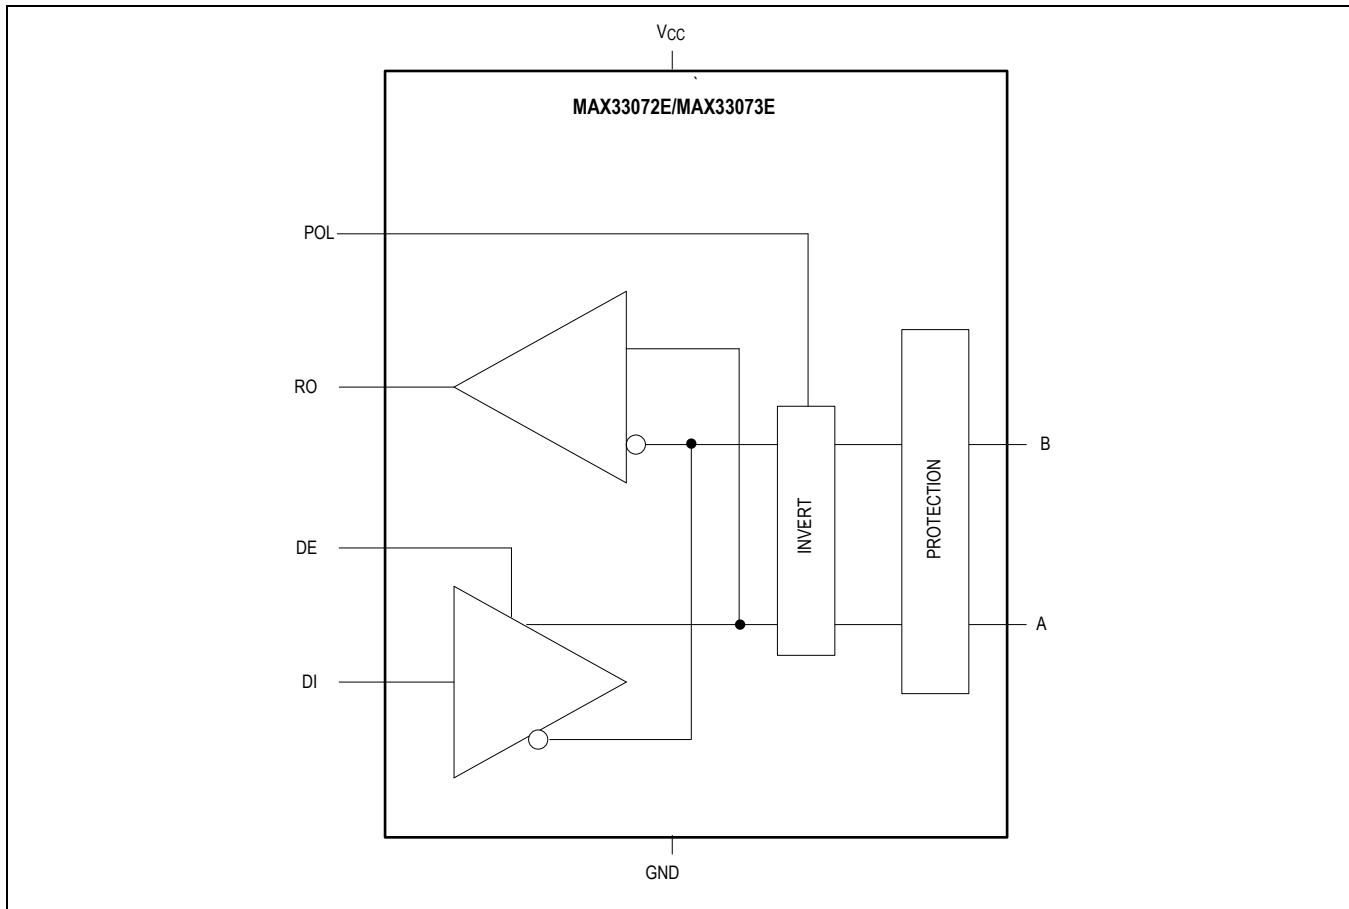 VCC
MAX33072E/MAX33073E
POL
RO
B
INVERT
PROTECTION
DE
A
DI
GND